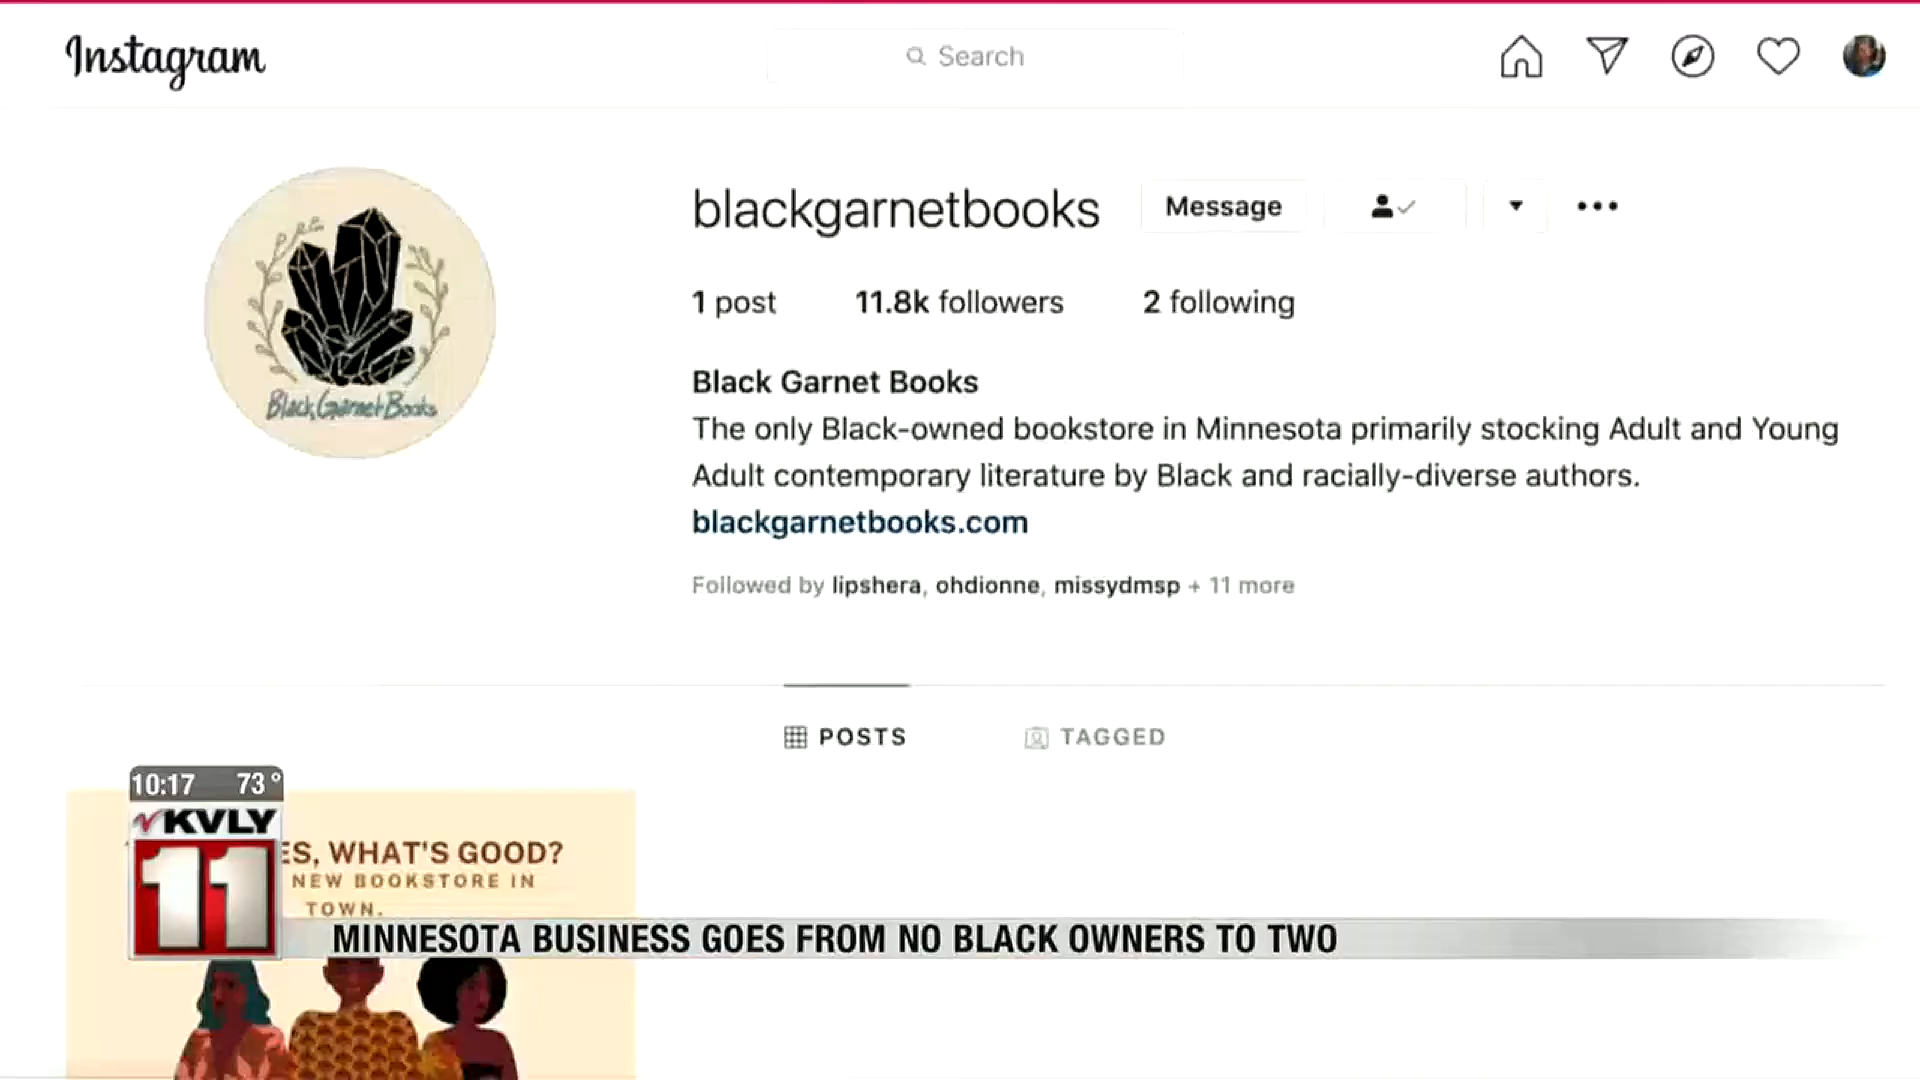 Instagram
Search
blackgarnetbooks
Message
1 post 11.8k followers 2 following
Black Garnet Books
Black Garnet Books
The only Black-owned bookstore in Minnesota primarily stocking Adult and Young
Adult contemporary literature by Black and racially-diverse authors.
blackgarnetbooks.com
Followed by lipshera, ohdionne, missydmsp + 11 more
POSTS TAGGED
10:17 73°
KVLY
11
WHAT'S GOOD?
NEW BOOKSTORE IN
TOWN.
MINNESOTA BUSINESS GOES FROM NO BLACK OWNERS TO TWO